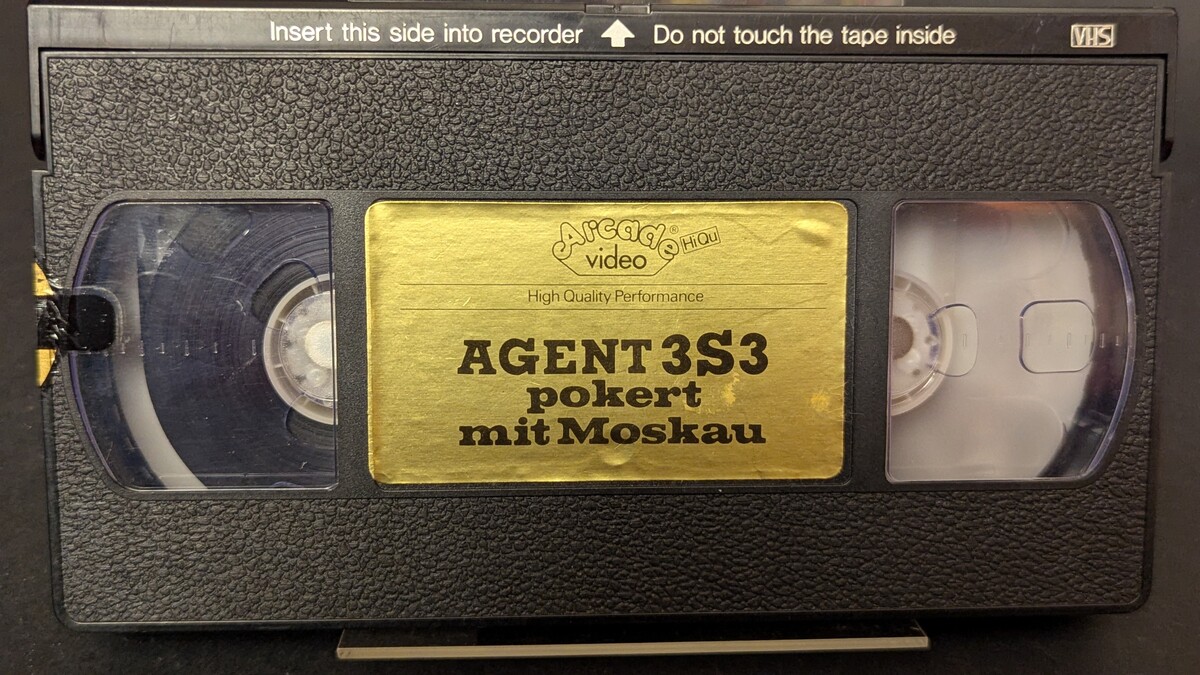 Insert this side into recorder Do not touch the tape inside VHS
Arcade® HiQu
video
High Quality Performance
AGENT 3S3
pokert
mit Moskau